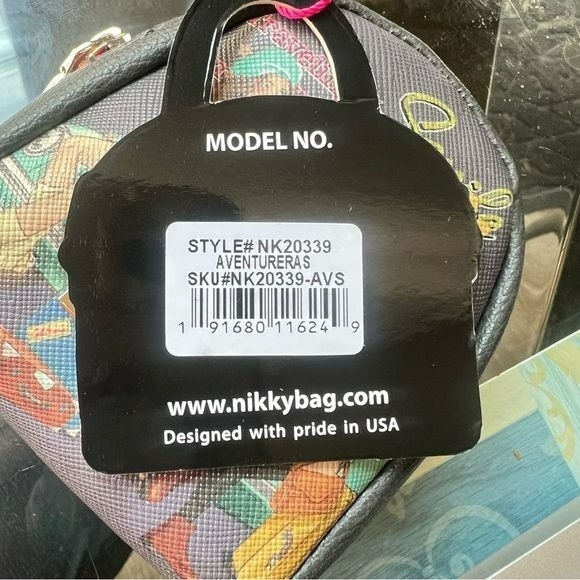 MODEL NO.
STYLE# NK20339
AVENTURERAS
SKU#NK20339-AVS
1 91680 11624 9
www.nikkybag.com
Designed with pride in USA